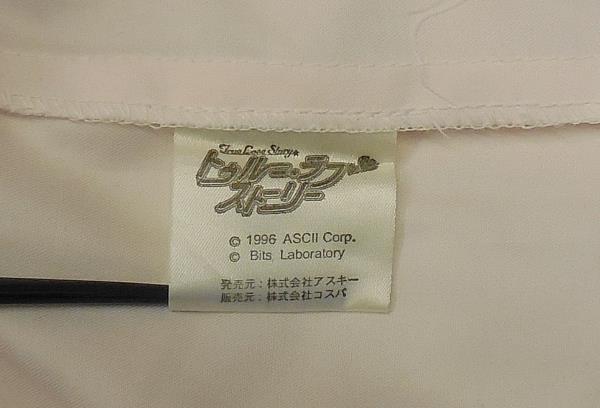 True Love Story
トゥルー・ラブ
ストーリー
© 1996 ASCII Corp.
© Bits Laboratory
発売元：株式会社アスキー
販売元：株式会社コスパ